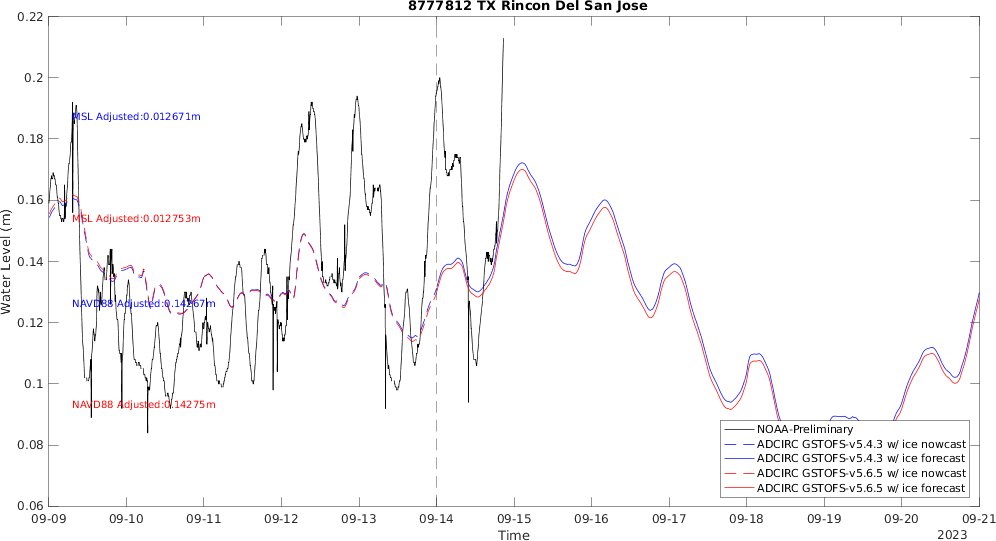 8777812 TX Rincon Del San Jose
0.22
0.2
0.18
0.16
0.14
0.12
0.1
0.08
0.06
Water Level (m)
MSL Adjusted:0.012671m
MSL Adjusted:0.012753m
NAVD88 Adjusted:0.14267m
NAVD88 Adjusted:0.14275m
NOAA-Preliminary
ADCIRC GSTOFS-v5.4.3 w/ ice nowcast
ADCIRC GSTOFS-v5.4.3 w/ ice forecast
ADCIRC GSTOFS-v5.6.5 w/ ice nowcast
ADCIRC GSTOFS-v5.6.5 w/ ice forecast
09-09 09-10 09-11 09-12 09-13 09-14 09-15 09-16 09-17 09-18 09-19 09-20 09-21
Time
2023